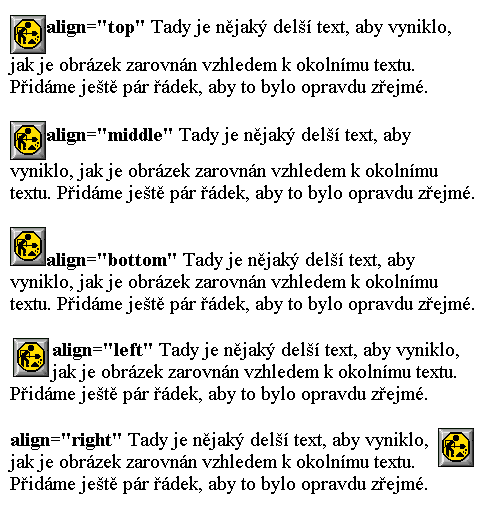 align="top" Tady je nějaký delší text, aby vyniklo,
jak je obrázek zarovnán vzhledem k okolnímu textu.
Přidáme ještě pár řádek, aby to bylo opravdu zřejmé.
align="middle" Tady je nějaký delší text, aby
vyniklo, jak je obrázek zarovnán vzhledem k okolnímu
textu. Přidáme ještě pár řádek, aby to bylo opravdu zřejmé.
align="bottom" Tady je nějaký delší text, aby
vyniklo, jak je obrázek zarovnán vzhledem k okolnímu
textu. Přidáme ještě pár řádek, aby to bylo opravdu zřejmé.
align="left" Tady je nějaký delší text, aby vyniklo,
jak je obrázek zarovnán vzhledem k okolnímu textu.
Přidáme ještě pár řádek, aby to bylo opravdu zřejmé.
align="right" Tady je nějaký delší text, aby vyniklo,
jak je obrázek zarovnán vzhledem k okolnímu textu.
Přidáme ještě pár řádek, aby to bylo opravdu zřejmé.